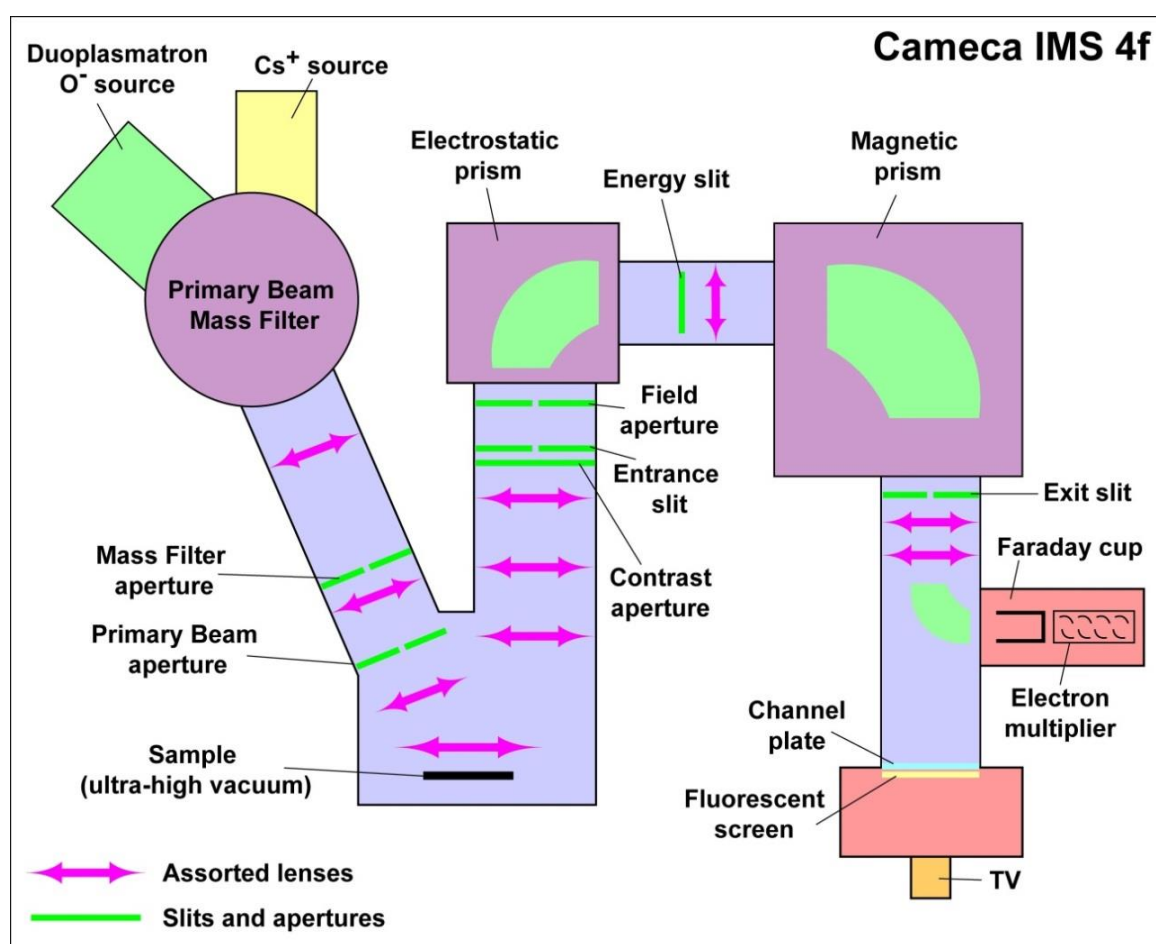 Cameca IMS 4f
Duoplasmatron
O⁻ source
Cs⁺ source
Electrostatic
prism
Energy slit
Magnetic
prism
Primary Beam
Mass Filter
Field
aperture
Entrance
slit
Contrast
aperture
Exit slit
Faraday cup
Mass Filter
aperture
Primary Beam
aperture
Electron
multiplier
Channel
plate
Sample
(ultra-high vacuum)
Fluorescent
screen
TV
Assorted lenses
Slits and apertures